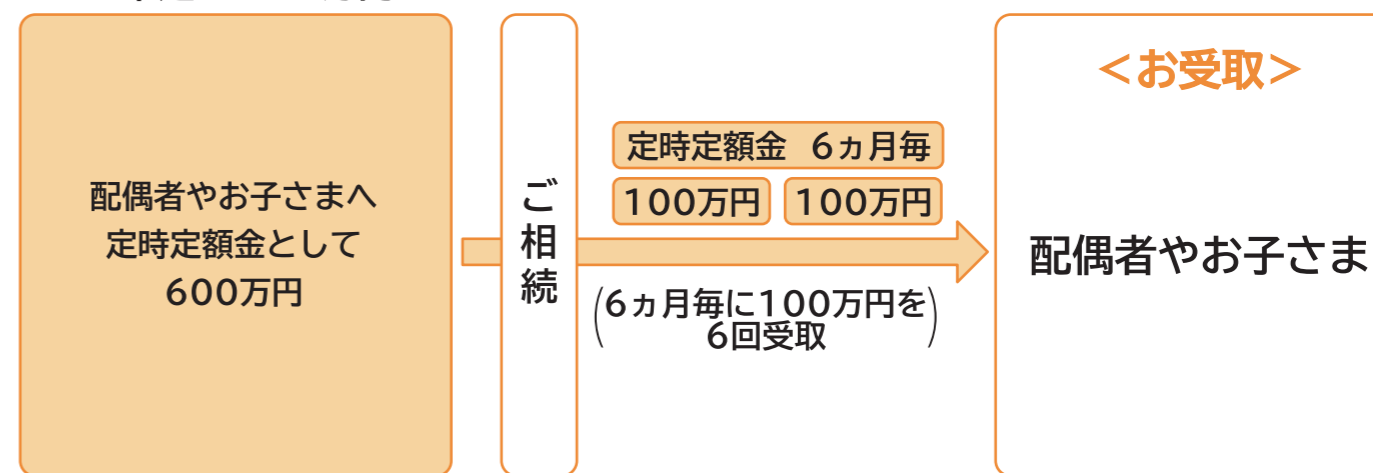 配偶者やお子さまへ
定時定額金として
600万円
ご相続
定時定額金 6ヵ月毎
100万円 100万円
(6ヵ月毎に100万円を
6回受取)
<お受取>
配偶者やお子さま